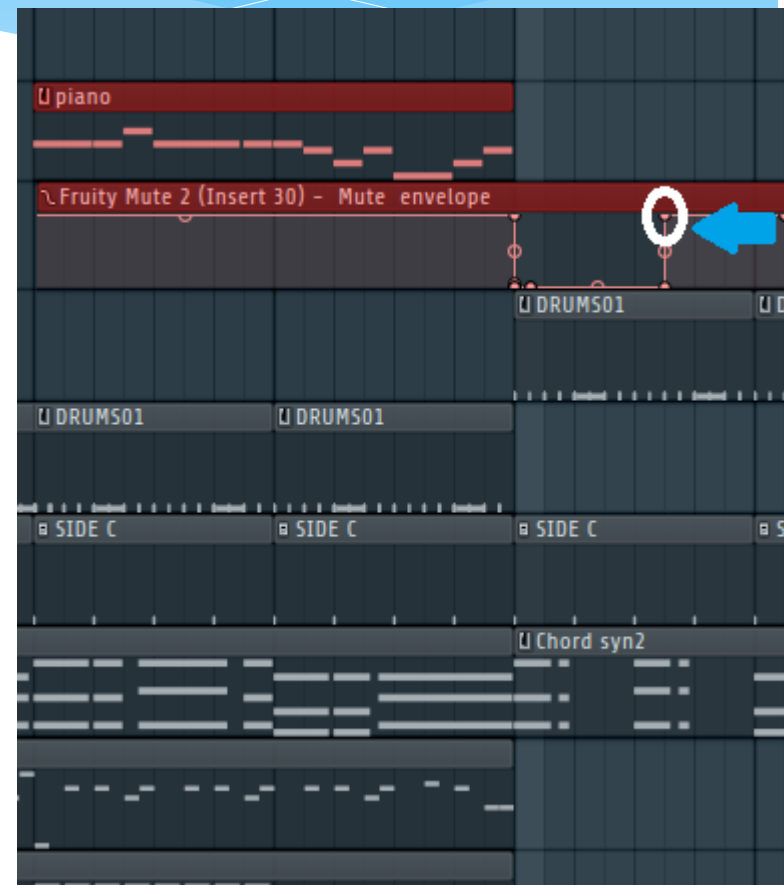 piano
Fruity Mute 2 (Insert 30) - Mute envelope
DRUMS01
DRUMS01
DRUMS01
SIDE C
SIDE C
SIDE C
Chord syn2